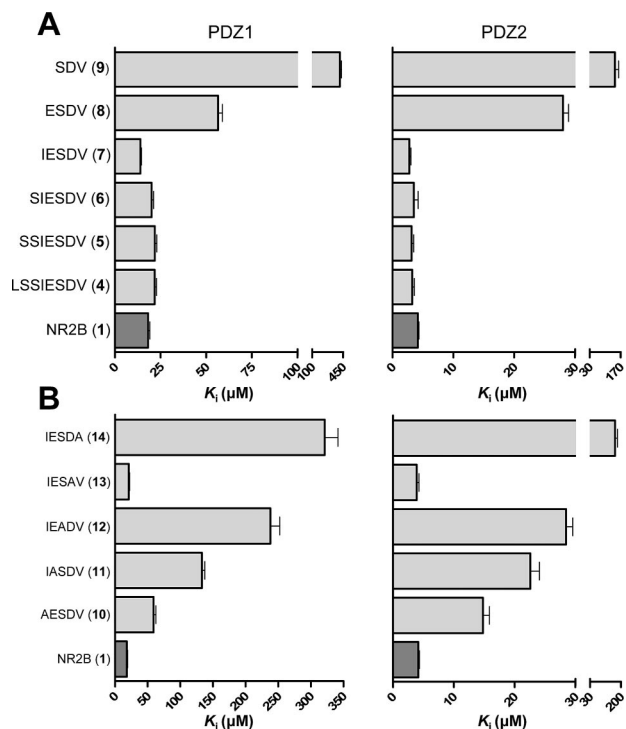 A
PDZ1
PDZ2
SDV (9)
ESDV (8)
IESDV (7)
SIESDV (6)
SSIESDV (5)
LSSIESDV (4)
NR2B (1)
0 25 50 75 100 100 450
0 10 20 30 30 170
Ki (µM)
Ki (µM)
B
IESDA (14)
IESAV (13)
IEADV (12)
IASDV (11)
AESDV (10)
NR2B (1)
0 50 100 150 200 250 300 350
0 10 20 30 30 200
Ki (µM)
Ki (µM)